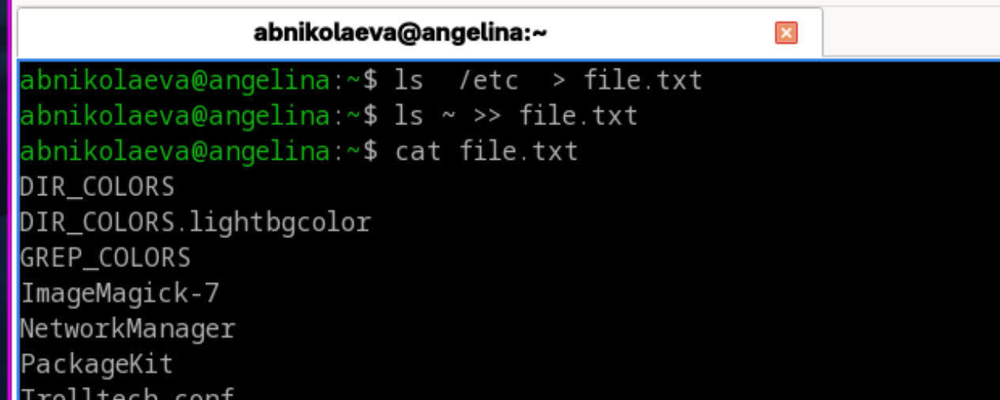 abnikolaeva@angelina:~
abnikolaeva@angelina:~$ ls  /etc  > file.txt
abnikolaeva@angelina:~$ ls ~ >> file.txt
abnikolaeva@angelina:~$ cat file.txt
DIR_COLORS
DIR_COLORS.lightbgcolor
GREP_COLORS
ImageMagick-7
NetworkManager
PackageKit
Trolltech.conf